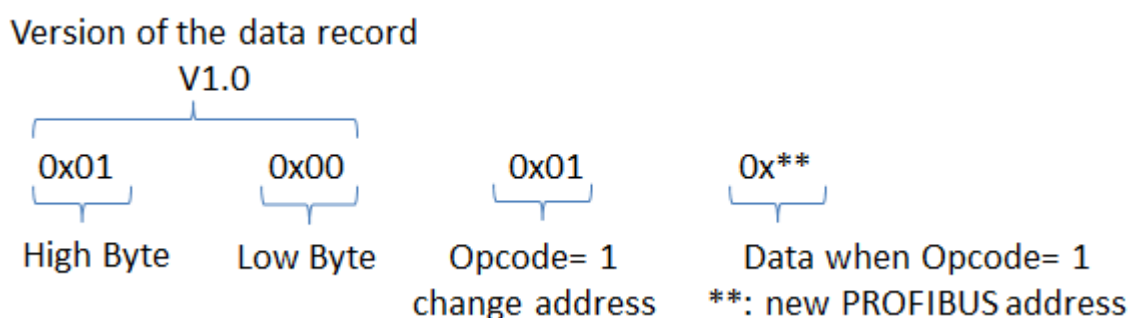 Version of the data record
V1.0
0x01 0x00 0x01 0x**
High Byte Low Byte Opcode= 1 Data when Opcode= 1
change address **: new PROFIBUS address